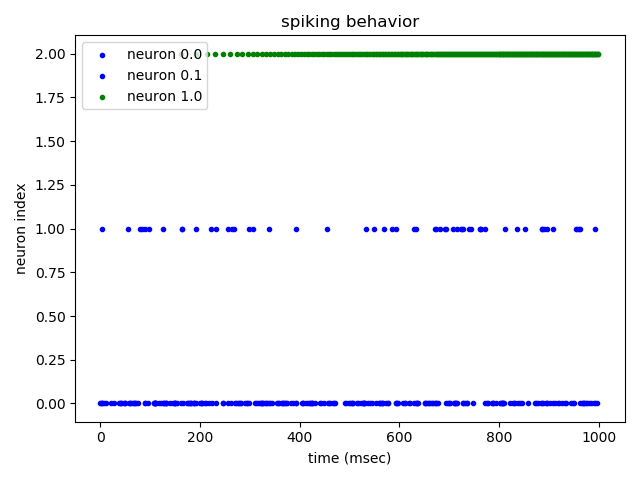 spiking behavior
neuron 0.0
neuron 0.1
neuron 1.0
2.00
1.75
1.50
1.25
1.00
0.75
0.50
0.25
0.00
neuron index
0
200
400
600
800
1000
time (msec)